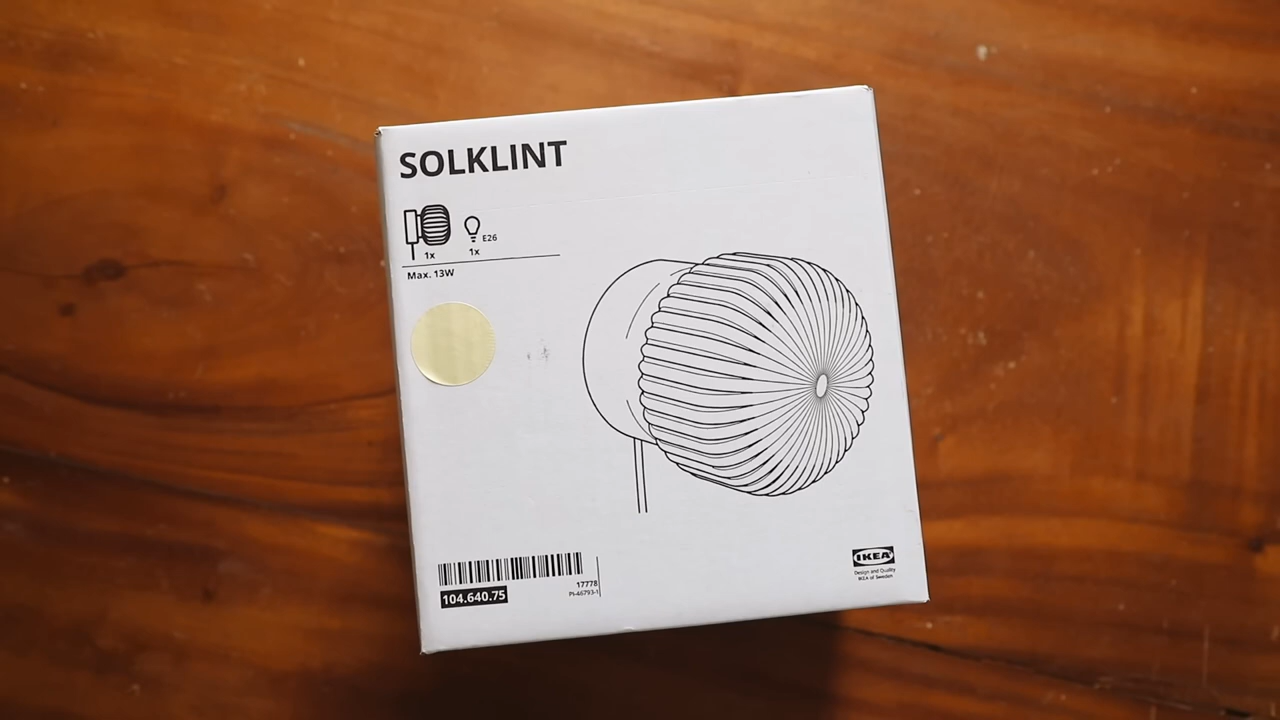 SOLKLINT
E26
1x
1x
Max. 13W
104.640.75
17778
PI-46793-1
IKEA
Design and Quality
IKEA of Sweden